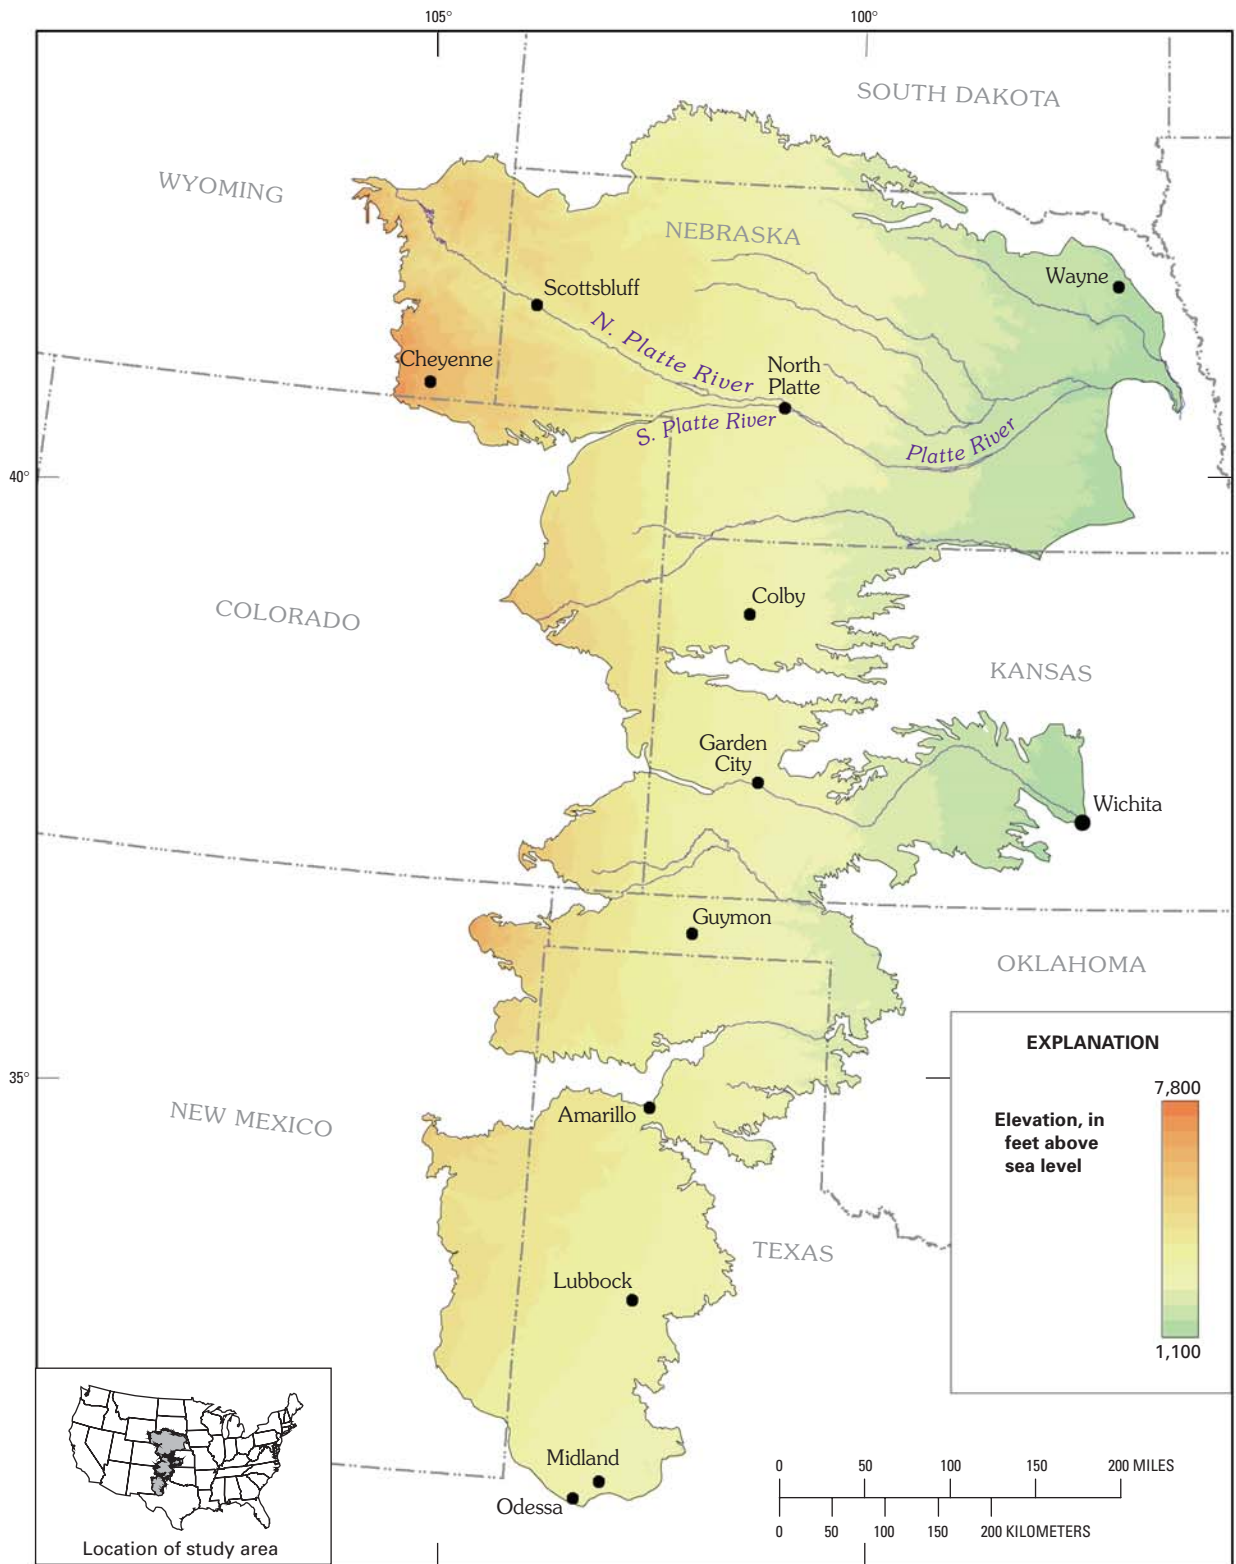 105°
100°
SOUTH DAKOTA
WYOMING
NEBRASKA
Wayne
Scottsbluff
N. Platte River
Cheyenne
North
Platte
S. Platte River
Platte River
40°
Colby
COLORADO
KANSAS
Garden
City
Wichita
Guymon
OKLAHOMA
EXPLANATION
35°
7,800
Elevation, in
feet above
sea level
1,100
NEW MEXICO
Amarillo
TEXAS
Lubbock
Midland
Odessa
0 50 100 150 200 MILES
0 50 100 150 200 KILOMETERS
Location of study area